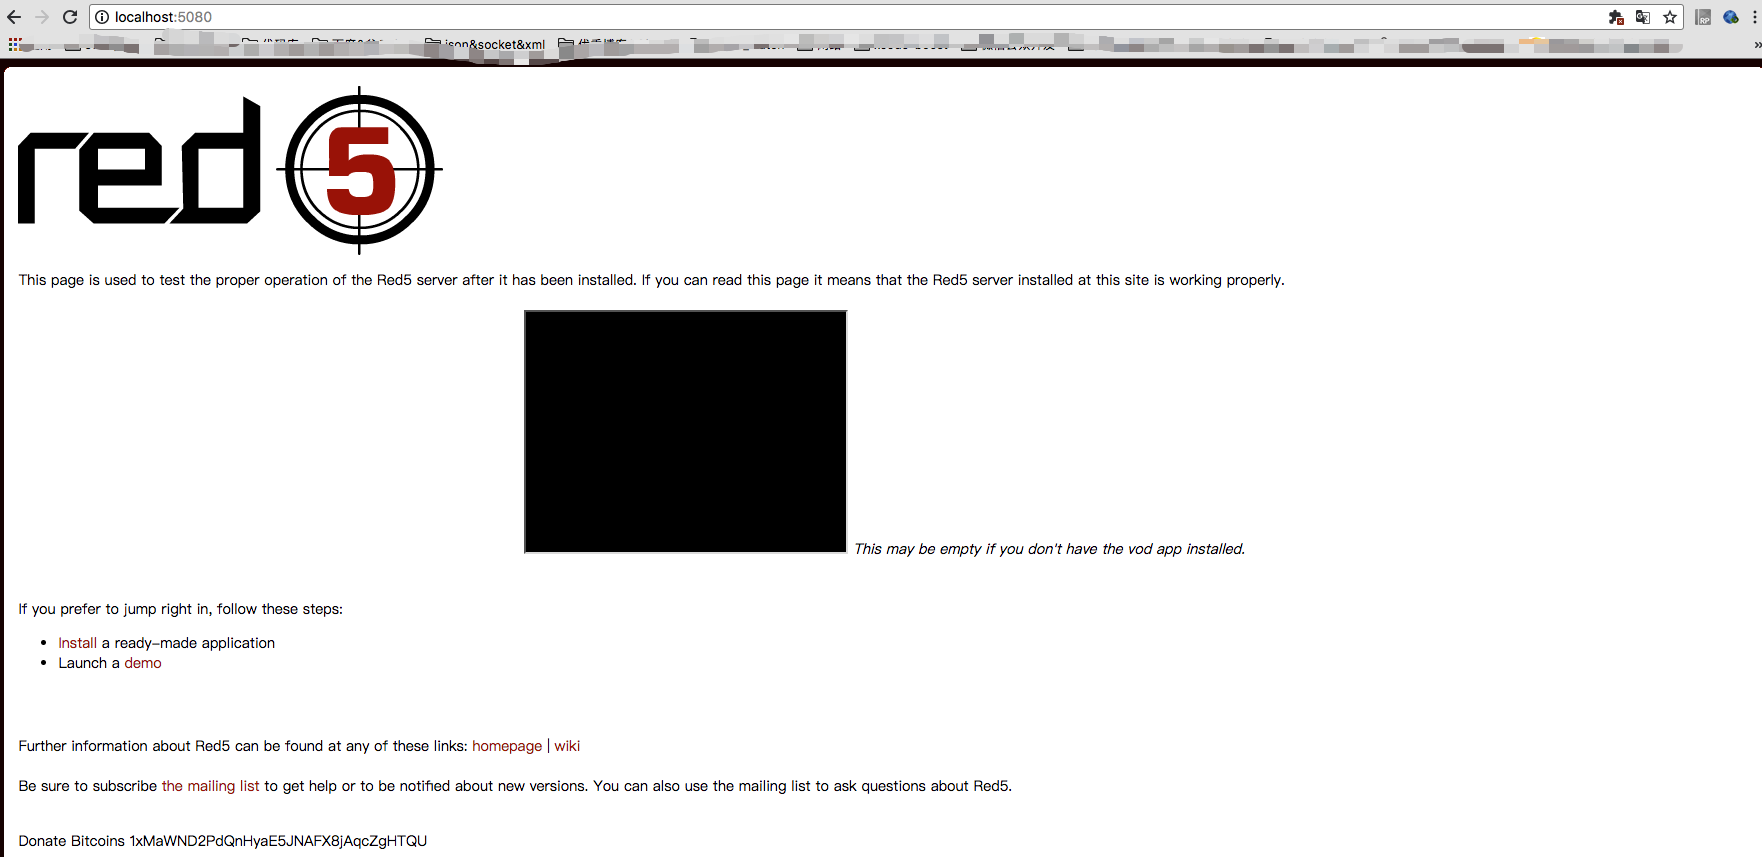 localhost:5080
json&socket&xml
red 5
This page is used to test the proper operation of the Red5 server after it has been installed. If you can read this page it means that the Red5 server installed at this site is working properly.
This may be empty if you don't have the vod app installed.
If you prefer to jump right in, follow these steps:
• Install a ready-made application
• Launch a demo
Further information about Red5 can be found at any of these links: homepage | wiki
Be sure to subscribe the mailing list to get help or to be notified about new versions. You can also use the mailing list to ask questions about Red5.
Donate Bitcoins 1xMaWND2PdQnHyaE5JNAFX8jAqcZgHTQU